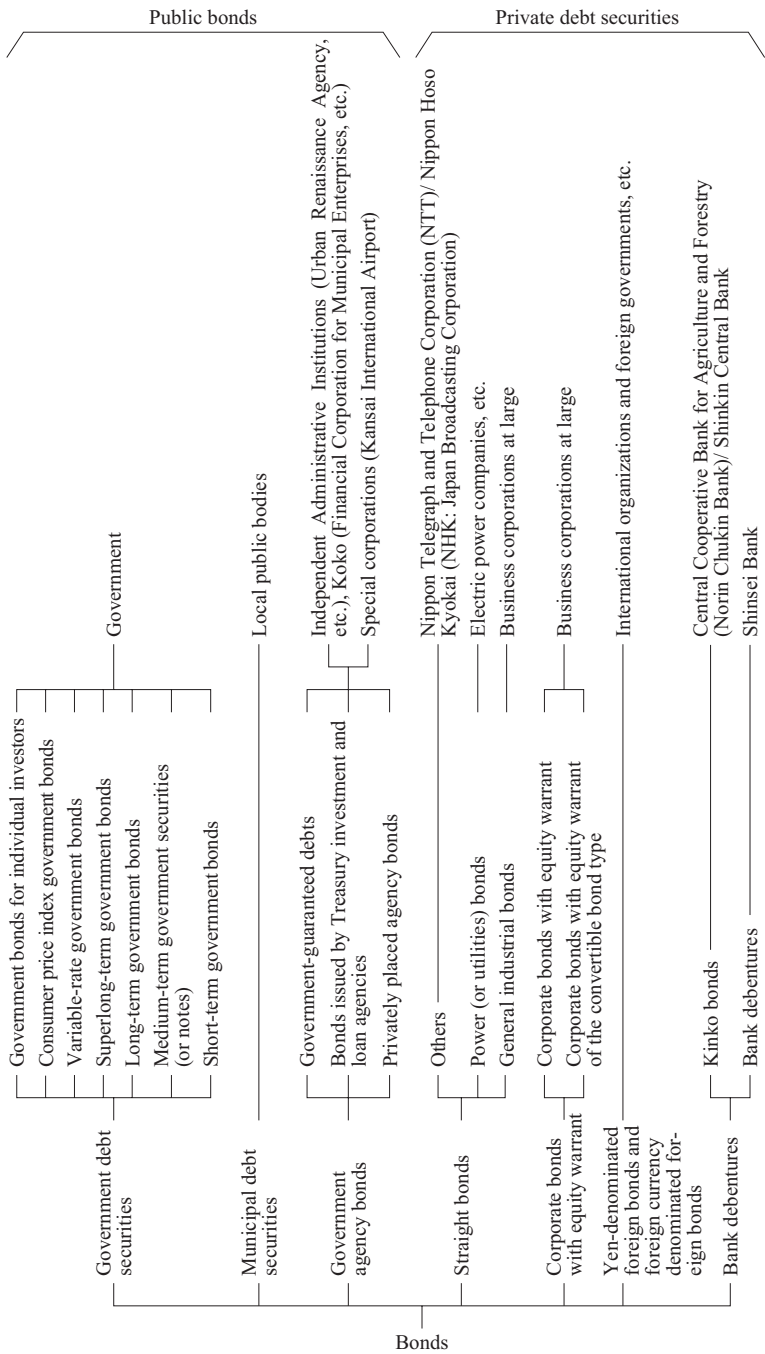 Bonds
Government debt
securities
Government bonds for individual investors
Consumer price index government bonds
Variable-rate government bonds
Superlong-term government bonds
Long-term government bonds
Medium-term government securities
(or notes)
Short-term government bonds
Government
Municipal debt
securities
Local public bodies
Government
agency bonds
Government-guaranteed debts
Bonds issued by Treasury investment and
loan agencies
Privately placed agency bonds
Independent Administrative Institutions (Urban Renaissance Agency,
etc.), Koko (Financial Corporation for Municipal Enterprises, etc.)
Special corporations (Kansai International Airport)
Public bonds
Straight bonds
Others
Power (or utilities) bonds
General industrial bonds
Nippon Telegraph and Telephone Corporation (NTT)/ Nippon Hoso
Kyokai (NHK: Japan Broadcasting Corporation)
Electric power companies, etc.
Business corporations at large
Corporate bonds
with equity warrant
Corporate bonds with equity warrant
Corporate bonds with equity warrant
of the convertible bond type
Business corporations at large
Yen-denominated
foreign bonds and
foreign currency
denominated for-
eign bonds
International organizations and foreign governments, etc.
Bank debentures
Kinko bonds
Bank debentures
Central Cooperative Bank for Agriculture and Forestry
(Norin Chukin Bank)/ Shinkin Central Bank
Shinsei Bank
Private debt securities